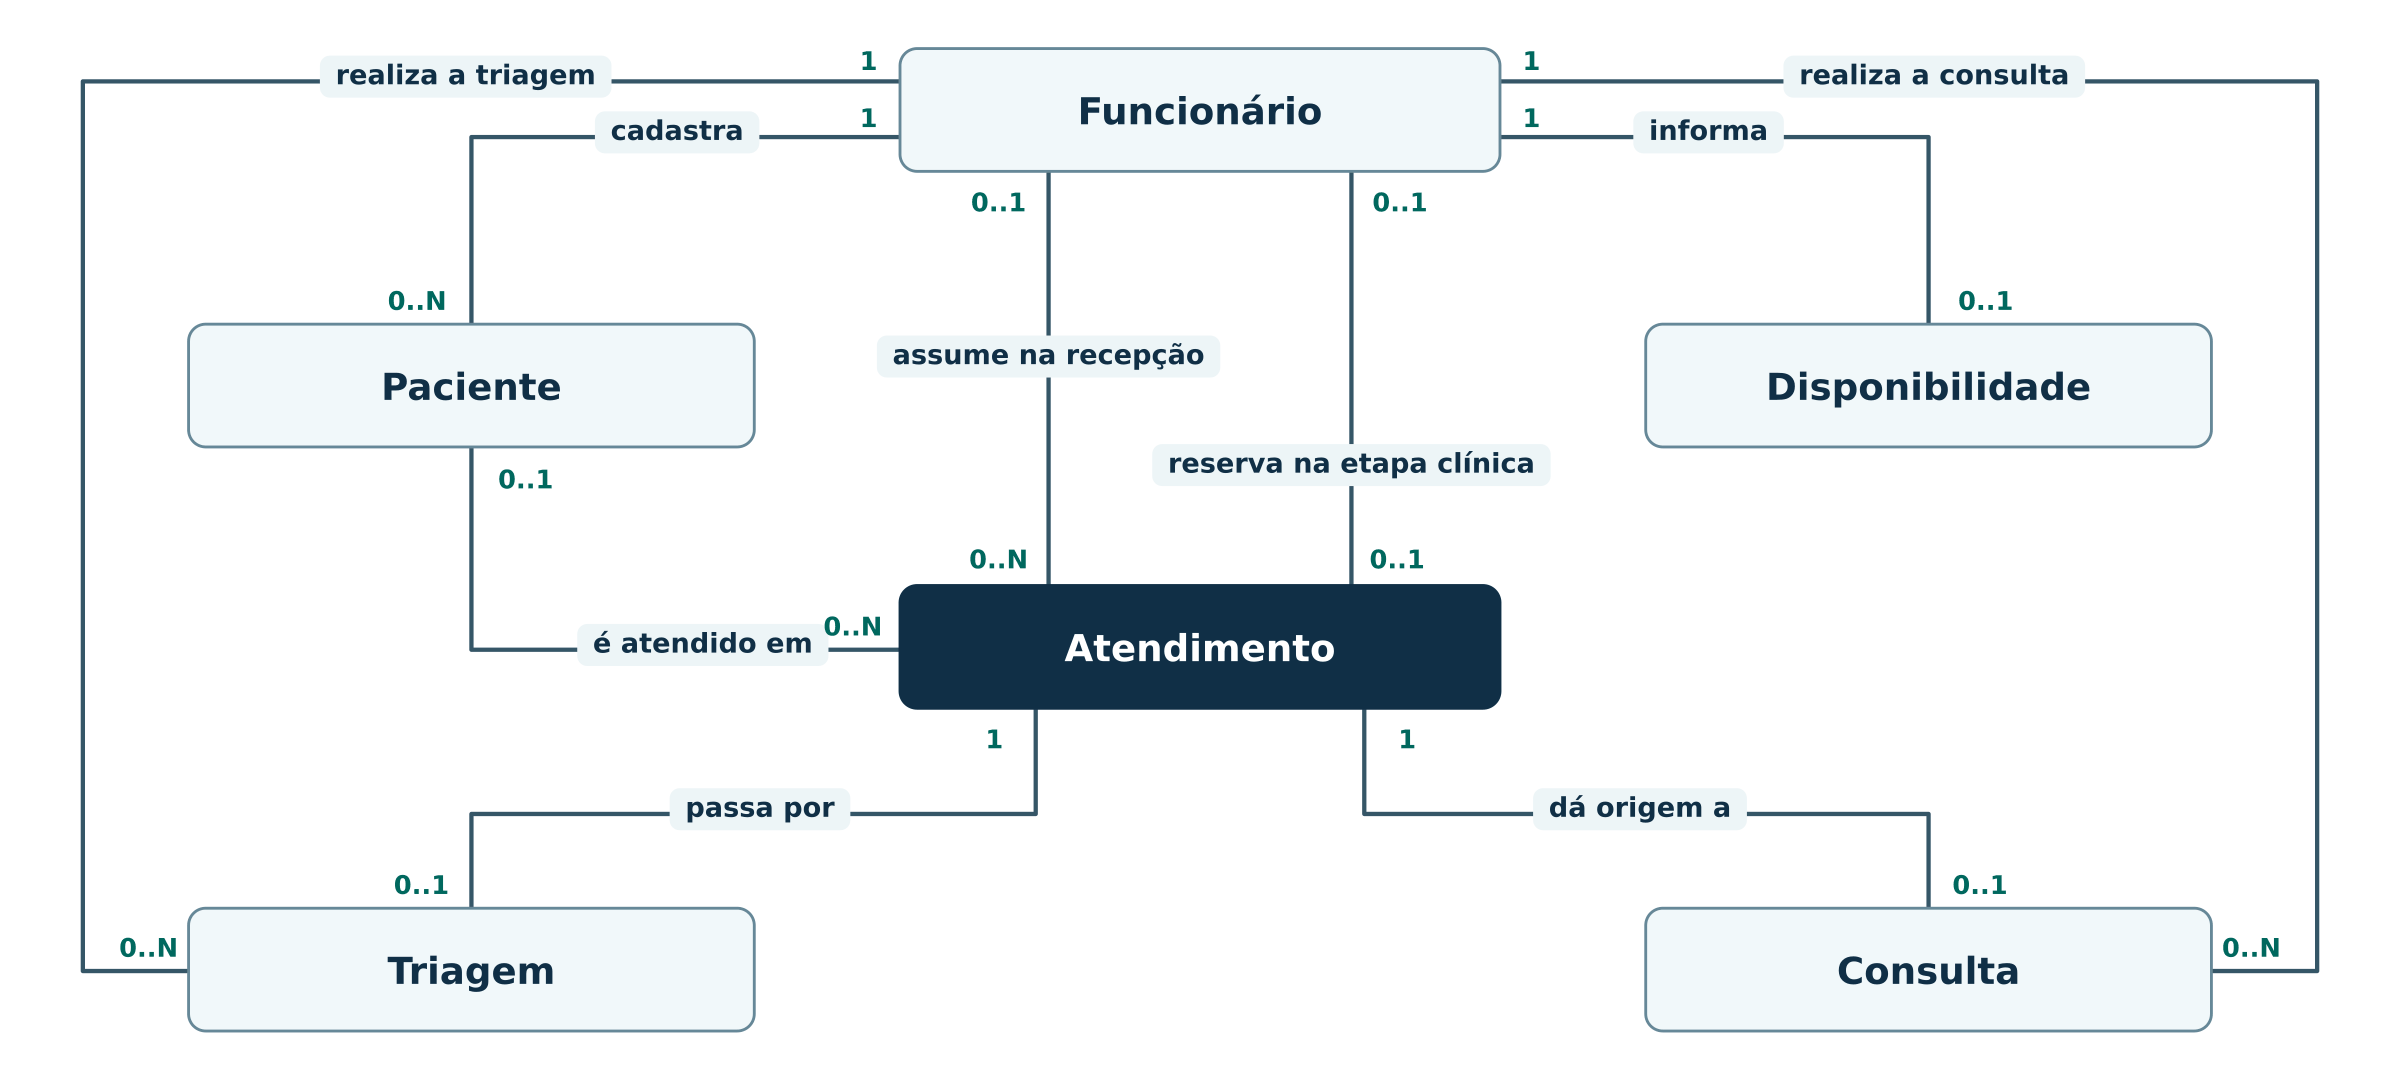 1
1
realiza a triagem
realiza a consulta
Funcionário
1
1
cadastra
informa
0..1
0..1
0..N
0..1
assume na recepção
Paciente
Disponibilidade
reserva na etapa clínica
0..1
0..N
0..1
0..N
é atendido em
Atendimento
1
1
passa por
dá origem a
0..1
0..1
0..N
0..N
Triagem
Consulta